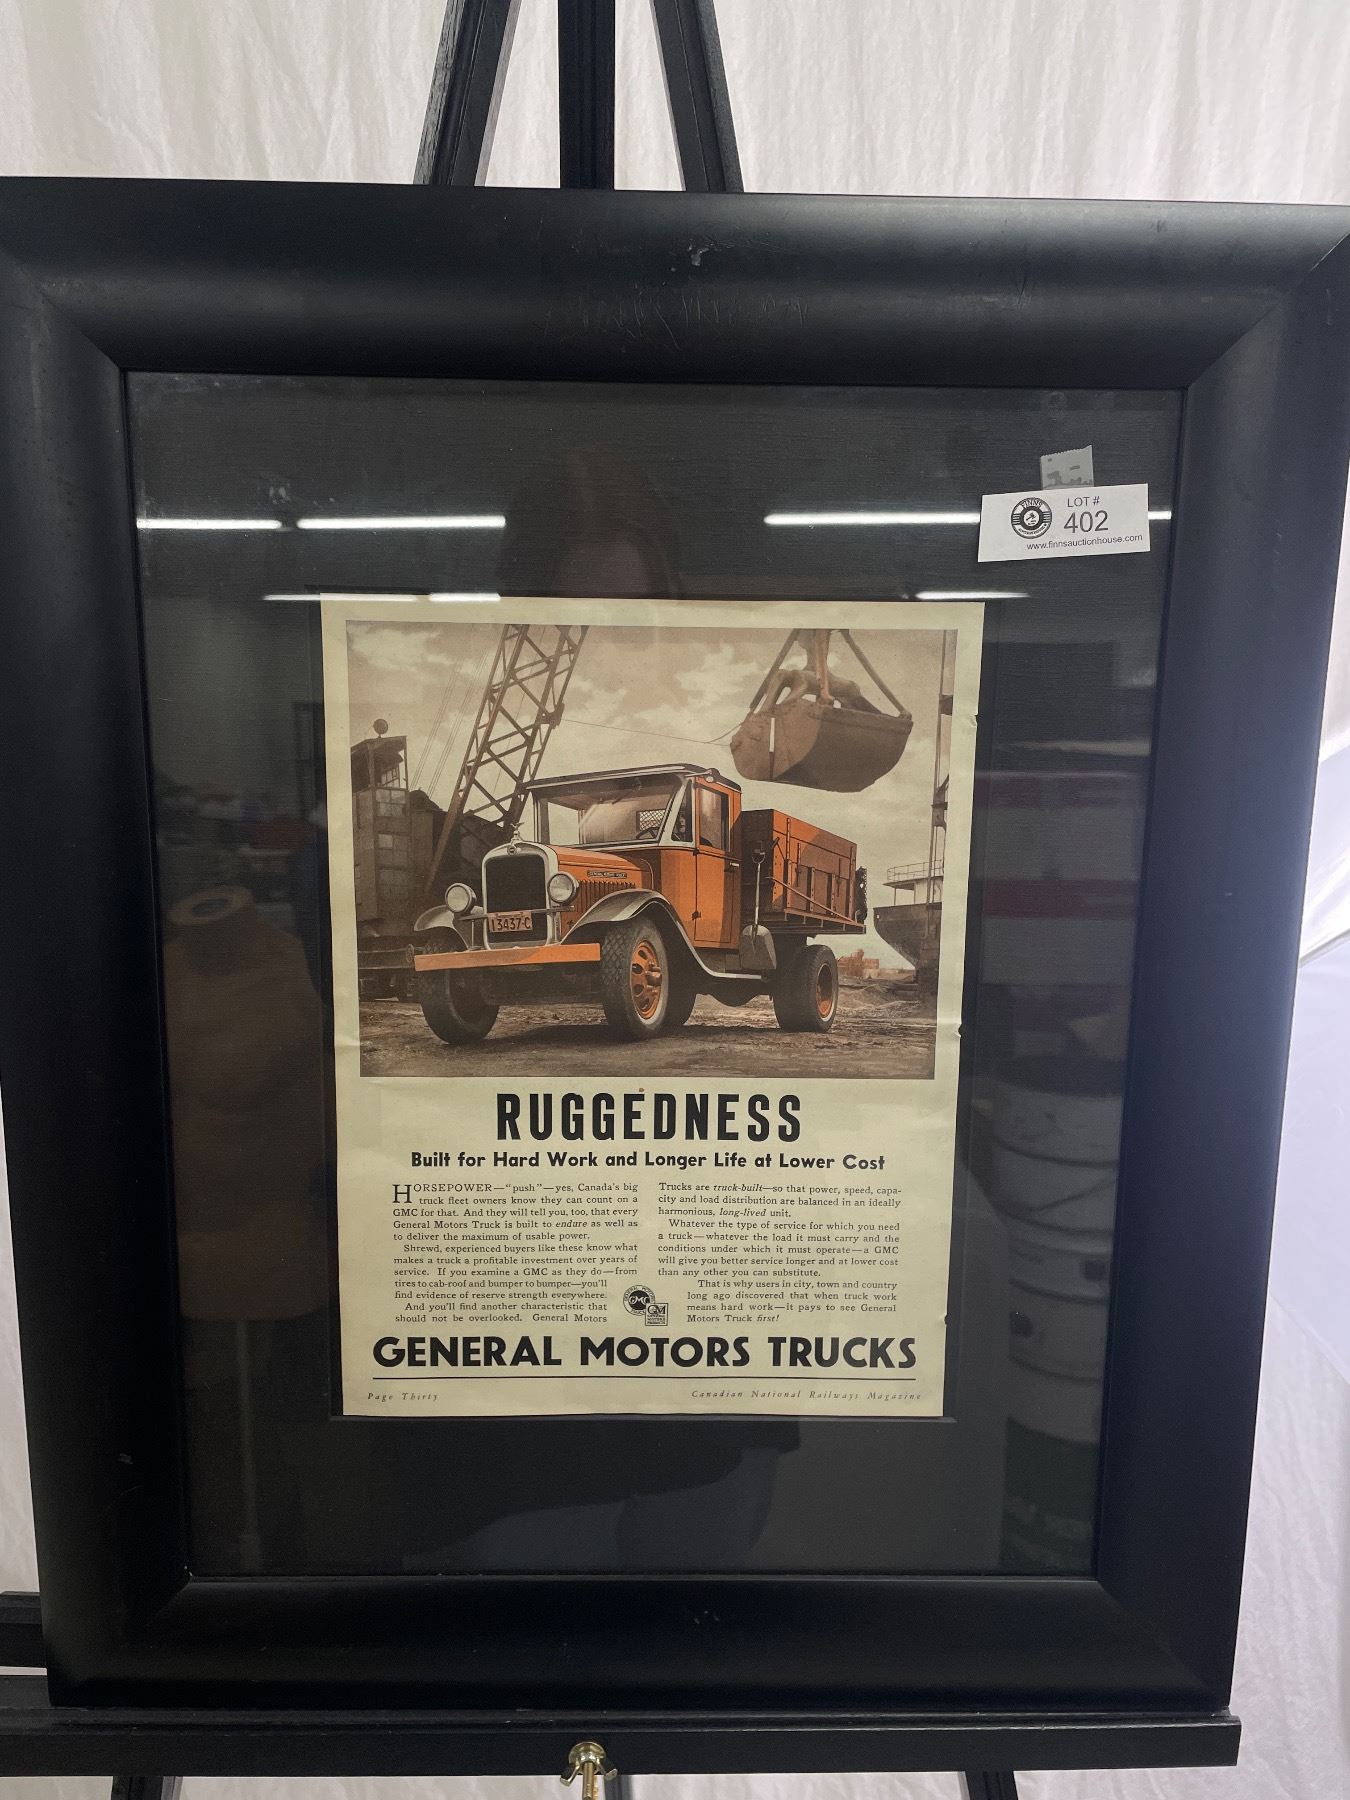 LOT #
402
www.finnsauctionhouse.com
FINNS
13437-C
RUGGEDNESS
Built for Hard Work and Longer Life at Lower Cost
HORSEPOWER—"push"—yes, Canada's big
truck fleet owners know they can count on a
GMC for that. And they will tell you, too, that every
General Motors Truck is built to endure as well as
to deliver the maximum of usable power.
Shrewd, experienced buyers like these know what
makes a truck a profitable investment over years of
service. If you examine a GMC as they do—from
tires to cab-roof and bumper to bumper—you'll
find evidence of reserve strength everywhere.
And you'll find another characteristic that
should not be overlooked. General Motors
Trucks are truck-built—so that power, speed, capa-
city and load distribution are balanced in an ideally
harmonious, long-lived unit.
Whatever the type of service for which you need
a truck—whatever the load it must carry and the
conditions under which it must operate—a GMC
will give you better service longer and at lower cost
than any other you can substitute.
That is why users in city, town and country
long ago discovered that when truck work
means hard work—it pays to see General
Motors Truck first!
GMC
GM
GENERAL MOTORS TRUCKS
Page Thirty
Canadian National Railways Magazine